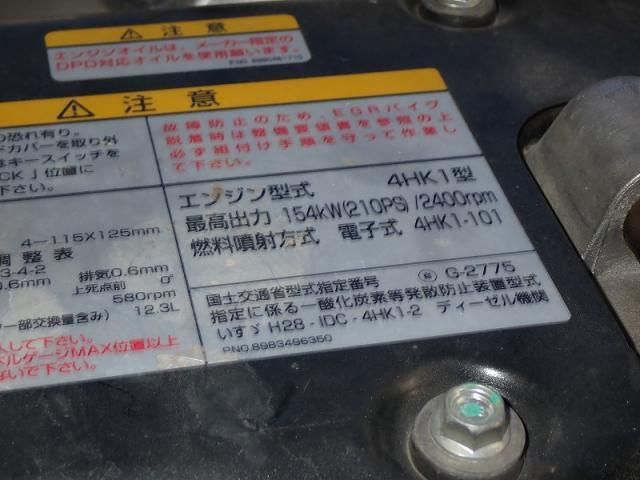 注意
エンジンオイルは、メーカー指定の
DPD対応オイルを使用願います。
注意
の恐れ有り。
ドカバーを取り外
はキースイッチを
CK」位置に
て下さい。
故障防止のため、EGRパイプ
脱着時は整備要領書を参照の上
必ず組付け手順を守って作業し
て下さい。
4-115X125mm
調整表
3-4-2
0.6mm 排気0.6mm
上死点前 0°
580rpm
部交換量含み) 12.3L
して下さい。
ルゲージMAX位置以上
ないで下さい。
エンジン型式 4HK1型
最高出力 154kW(210PS)/2400rpm
燃料噴射方式 電子式 4HK1-101
国土交通省型式指定番号 G-2775
指定に係る一酸化炭素等発散防止装置型式
いすゞH28-IDC-4HK1-2 ディーゼル機関
PNO.8983496350